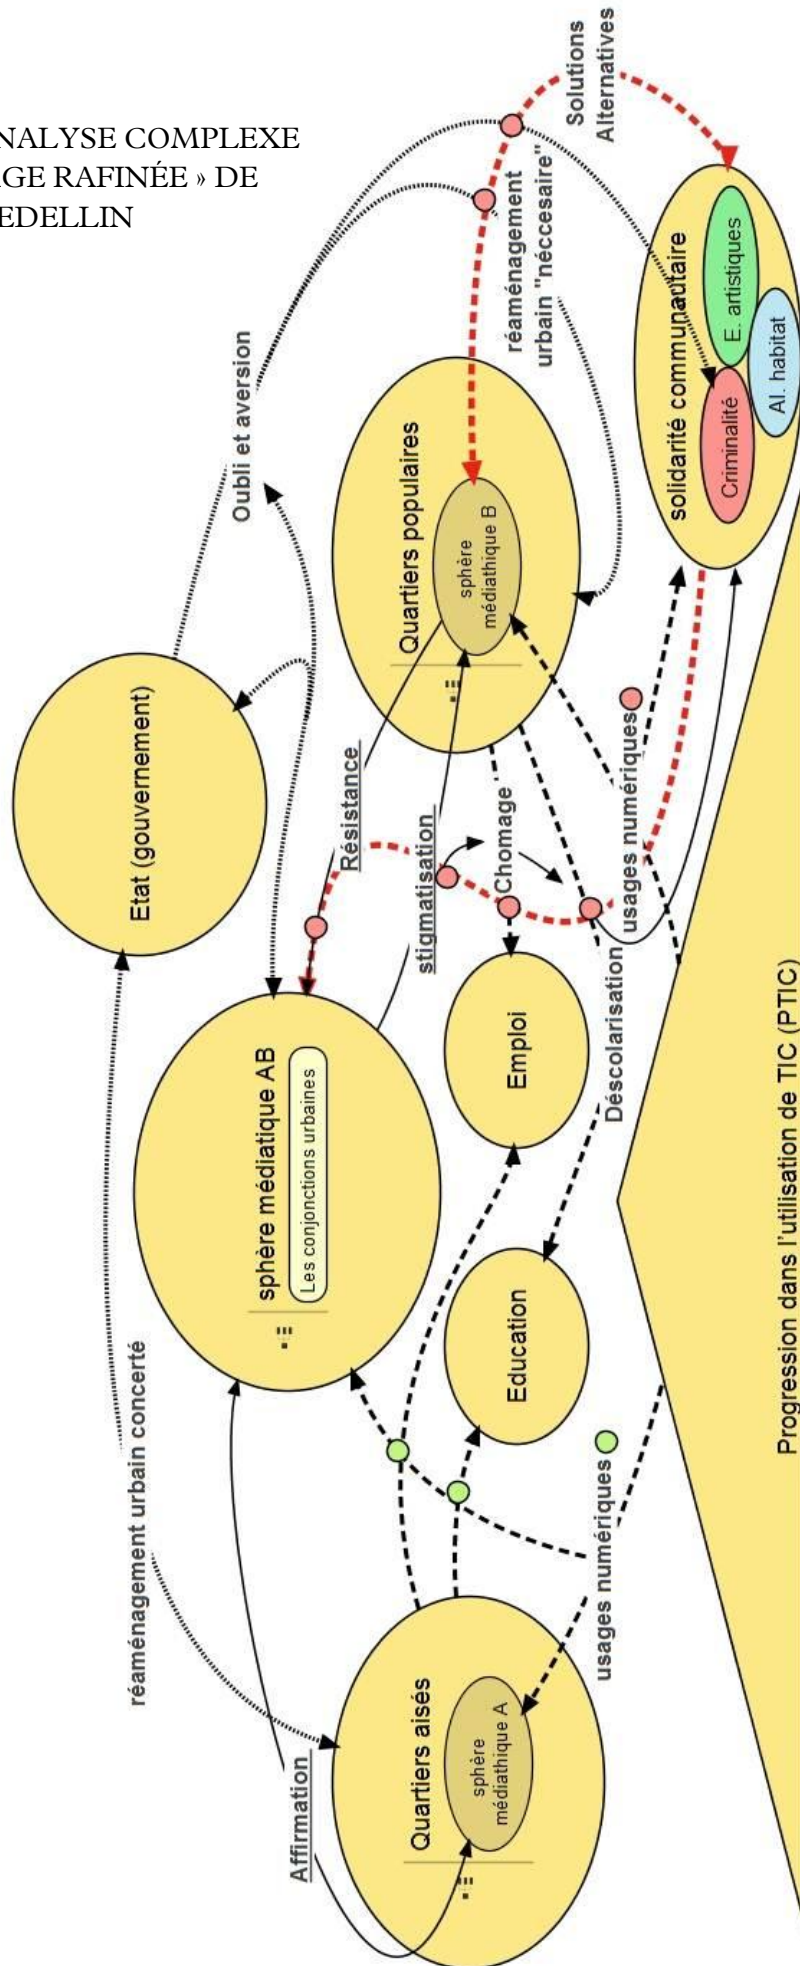 NALYSE COMPLEXE
GE RAFINÉE » DE
EDELLIN
Solutions
Alternatives
réaménagement
urbain "néccesaire"
Oubli et aversion
solidarité communautaire
E. artistiques
Criminalité
Al. habitat
Quartiers populaires
sphère
médiathique B
Etat (gouvernement)
Résistance
stigmatisation
Chomage
usages numériques
Déscolarisation
sphère médiatique AB
Les conjonctions urbaines
Emploi
Education
réaménagement urbain concerté
usages numériques
Quartiers aisés
sphère
médiathique A
Affirmation
Progression dans l'utilisation de TIC (PTIC)